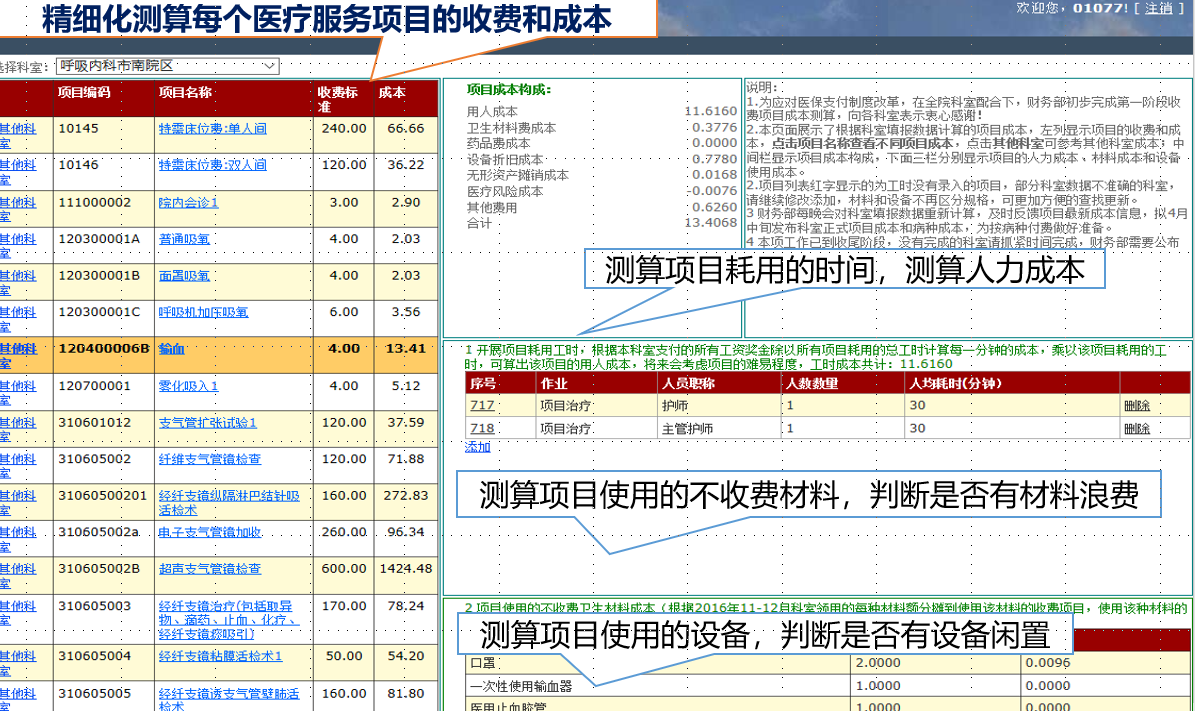 精细化测算每个医疗服务项目的收费和成本
欢迎您，01077! [ 注销 ]
选择科室: 呼吸内科市南院区
项目编码 项目名称 收费标准 成本
其他科室 10145 特需床位费:单人间 240.00 66.66
其他科室 10146 特需床位费:双人间 120.00 36.22
其他科室 111000002 院内会诊1 3.00 2.90
其他科室 120300001A 普通吸氧 4.00 2.03
其他科室 120300001B 面罩吸氧 4.00 2.03
其他科室 120300001C 呼吸机加压吸氧 6.00 3.56
其他科室 120400006B 输血 4.00 13.41
其他科室 120700001 雾化吸入1 4.00 5.12
其他科室 310601012 支气管扩张试验1 120.00 37.59
其他科室 310605002 纤维支气管镜检查 120.00 71.88
其他科室 31060500201 经纤支镜纵隔淋巴结针吸活检术 160.00 272.83
其他科室 310605002a 电子支气管镜加收 260.00 96.34
其他科室 310605002B 超声支气管镜检查 600.00 1424.48
其他科室 310605003 经纤支镜治疗(包括取异物、滴药、止血、化疗、经纤支镜痰吸引) 170.00 78.24
其他科室 310605004 经纤支镜粘膜活检术1 50.00 54.20
其他科室 310605005 经纤支镜透支气管壁肺活检术 160.00 81.80
项目成本构成:
用人成本 11.6160
卫生材料费成本 0.3776
药品费成本 0.0000
设备折旧成本 0.7780
无形资产摊销成本 0.0168
医疗风险成本 -0.0076
其他费用 0.6260
合计 13.4068
说明:
1.为应对医保支付制度改革，在全院科室配合下，财务部初步完成第一阶段收
费项目成本测算，向各科室表示衷心感谢!
2.本页面展示了根据科室填报数据计算的项目成本，左列显示项目的收费和成
本，点击项目名称查看不同项目成本，点击其他科室可参考其他科室成本；中
间栏显示项目成本构成，下面三栏分别显示项目的人力成本、材料成本和设备
使用成本。
2.项目列表红字显示的为工时没有录入的项目，部分科室数据不准确的科室，
请继续修改添加，材料和设备不再区分规格，可更加方便的查找更新。
3 财务部每晚会对科室填报数据重新计算，及时反馈项目最新成本信息，拟4月
中旬发布科室正式项目成本和病种成本，为按病种付费做好准备。
4 本项工作已到收尾阶段，没有完成的科室请抓紧时间完成，财务部需要公布
测算项目耗用的时间，测算人力成本
1 开展项目耗用工时，根据本科室支付的所有工资奖金除以所有项目耗用的总工时计算每一分钟的成本，乘以该项目耗用的工
时，可算出该项目的用人成本，将来会考虑项目的难易程度，工时成本共计：11.6160
序号 作业 人员职称 人数数量 人均耗时(分钟)
717 项目治疗 护师 1 30 删除
718 项目治疗 主管护师 1 30 删除
添加
测算项目使用的不收费材料，判断是否有材料浪费
2 项目使用的不收费卫生材料成本（根据2016年11-12月科室领用的每种材料额分摊到使用该材料的收费项目，使用该种材料的
测算项目使用的设备，判断是否有设备闲置
口罩 2.0000 0.0096
一次性使用输血器 1.0000 0.0000
医用止血胶管 1.0000 0.0000